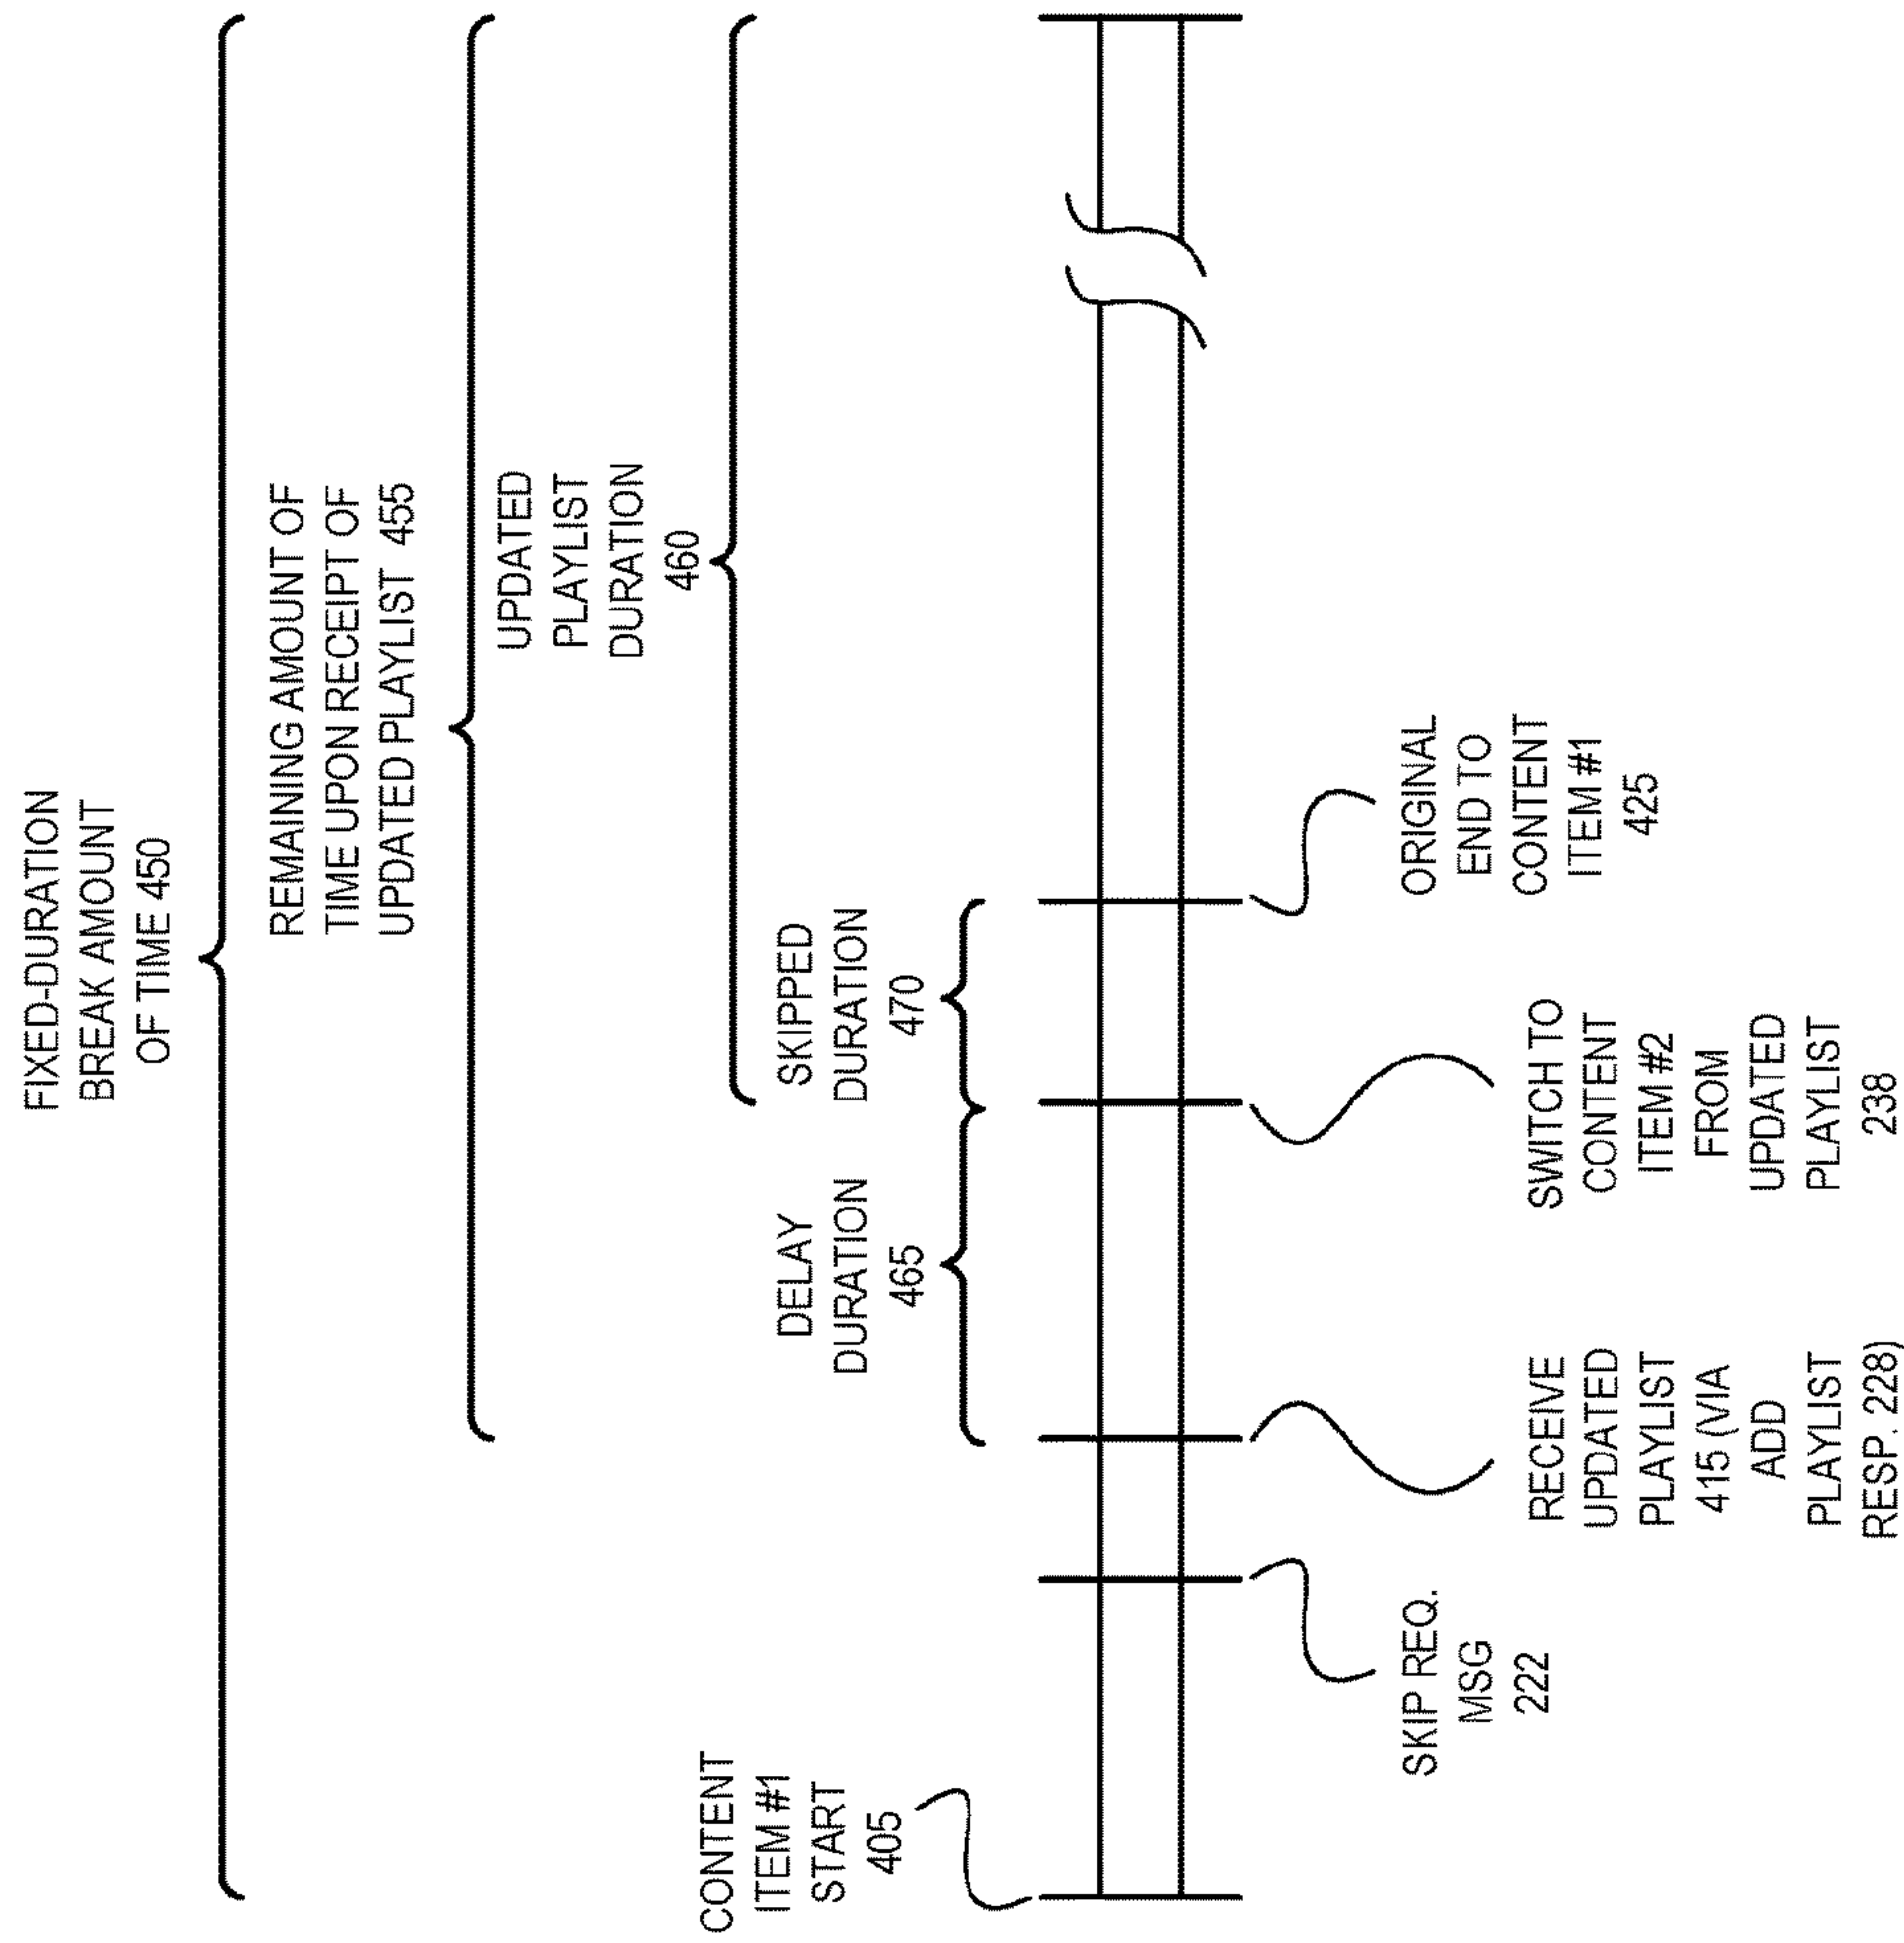 FIXED-DURATION
BREAK AMOUNT
OF TIME 450
REMAINING AMOUNT OF
TIME UPON RECEIPT OF
UPDATED PLAYLIST 455
UPDATED
PLAYLIST
DURATION
460
CONTENT
ITEM #1
START
405
DELAY
DURATION
465
SKIPPED
DURATION
470
SKIP REQ.
MSG
222
RECEIVE
UPDATED
PLAYLIST
415 (VIA
ADD
PLAYLIST
RESP. 228)
SWITCH TO
CONTENT
ITEM #2
FROM
UPDATED
PLAYLIST
238
ORIGINAL
END TO
CONTENT
ITEM #1
425